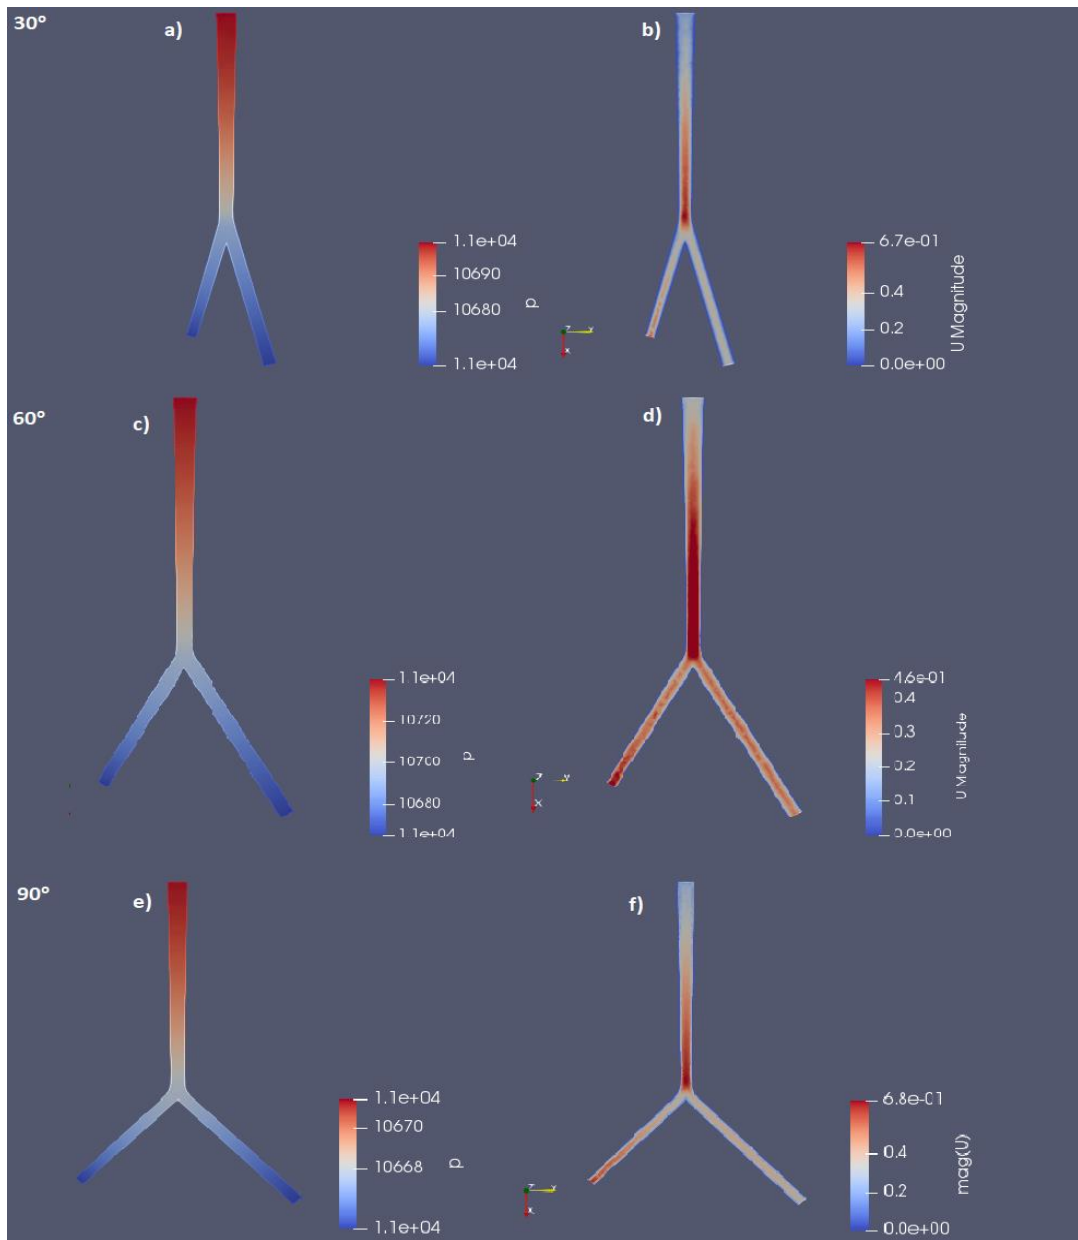 30°
a)
b)
1.1e+04
10690
10680
1.1e+04
p
6.7e-01
0.4
0.2
0.0e+00
U Magnitude
Z
Y
X
60°
c)
d)
1.1e+04
10720
10700
10680
1.1e+04
p
4.6e-01
0.4
0.3
0.2
0.1
0.0e+00
U Magnitude
Z
Y
X
90°
e)
f)
1.1e+04
10670
10668
1.1e+04
p
6.8e-01
0.4
0.2
0.0e+00
mag(U)
Z
Y
X